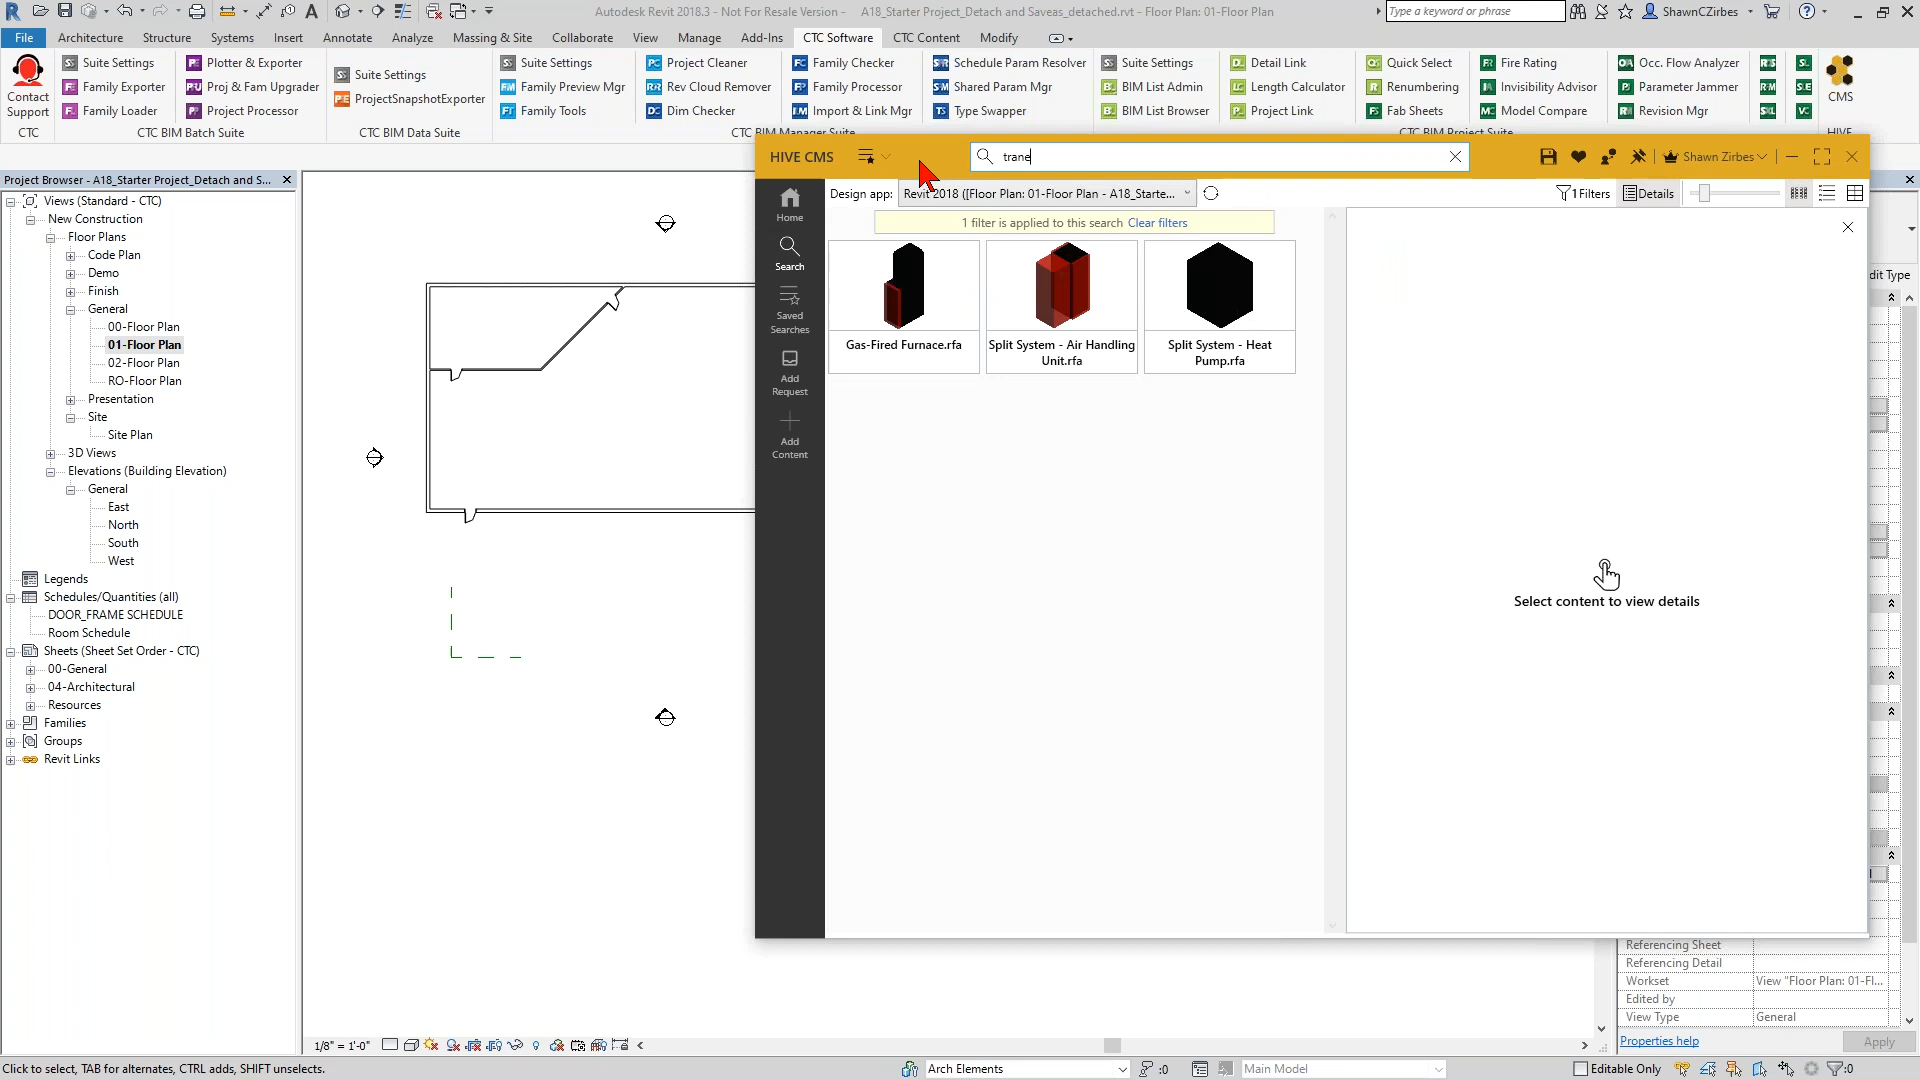 Autodesk Revit 2018.3 - Not For Resale Version - A18_Starter Project_Detach and Saveas_detached.rvt - Floor Plan: 01-Floor Plan
Type a keyword or phrase
ShawnCZirbes
File Architecture Structure Systems Insert Annotate Analyze Massing & Site Collaborate View Manage Add-Ins CTC Software CTC Content Modify
Contact Support
CTC
Suite Settings
Family Exporter
Family Loader
Plotter & Exporter
Proj & Fam Upgrader
Project Processor
CTC BIM Batch Suite
Suite Settings
ProjectSnapshotExporter
CTC BIM Data Suite
Suite Settings
Family Preview Mgr
Family Tools
Project Cleaner
Rev Cloud Remover
Dim Checker
Family Checker
Family Processor
Import & Link Mgr
Schedule Param Resolver
Shared Param Mgr
Type Swapper
CTC BIM Manager Suite
Suite Settings
BIM List Admin
BIM List Browser
Detail Link
Length Calculator
Project Link
Quick Select
Renumbering
Fab Sheets
Fire Rating
Invisibility Advisor
Model Compare
Occ. Flow Analyzer
Parameter Jammer
Revision Mgr
CTC BIM Project Suite
CMS
HIVE
Project Browser - A18_Starter Project_Detach and S...
Views (Standard - CTC)
New Construction
Floor Plans
Code Plan
Demo
Finish
General
00-Floor Plan
01-Floor Plan
02-Floor Plan
RO-Floor Plan
Presentation
Site
Site Plan
3D Views
Elevations (Building Elevation)
General
East
North
South
West
Legends
Schedules/Quantities (all)
DOOR_FRAME SCHEDULE
Room Schedule
Sheets (Sheet Set Order - CTC)
00-General
04-Architectural
Resources
Families
Groups
Revit Links
HIVE CMS
trane
Shawn Zirbes
Home
Search
Saved Searches
Add Request
Add Content
Design app: Revit 2018 ([Floor Plan: 01-Floor Plan - A18_Starte...
1 Filters
Details
1 filter is applied to this search Clear filters
Gas-Fired Furnace.rfa
Split System - Air Handling Unit.rfa
Split System - Heat Pump.rfa
Select content to view details
dit Type
Referencing Sheet
Referencing Detail
Workset View "Floor Plan: 01-Fl...
Edited by
View Type General
Properties help
Apply
1/8" = 1'-0"
Click to select, TAB for alternates, CTRL adds, SHIFT unselects.
Arch Elements
:0
Main Model
Editable Only
:0